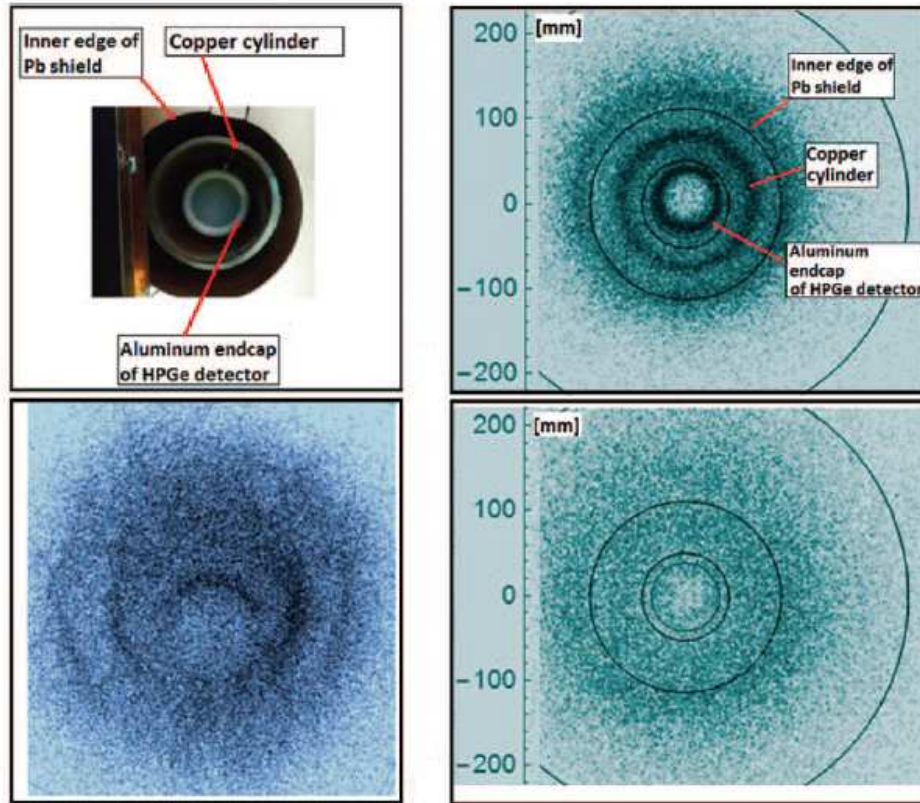 Inner edge of
Pb shield
Copper cylinder
Aluminum endcap
of HPGe detector
[mm]
200
100
0
−100
−200
Inner edge of
Pb shield
Copper
cylinder
Aluminum
endcap
of HPGe detector
[mm]
200
100
0
−100
−200